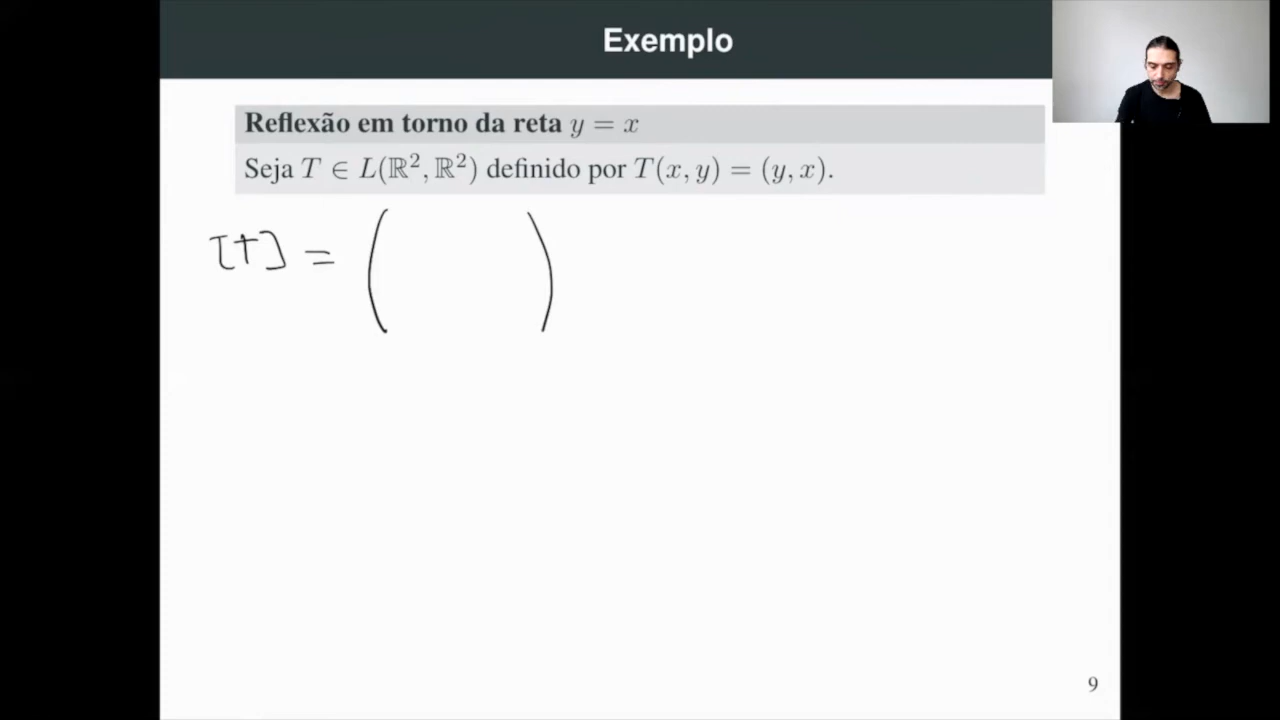 Exemplo
Reflexão em torno da reta y = x
Seja T ∈ L(ℝ², ℝ²) definido por T(x, y) = (y, x).
[T] = ( )
9